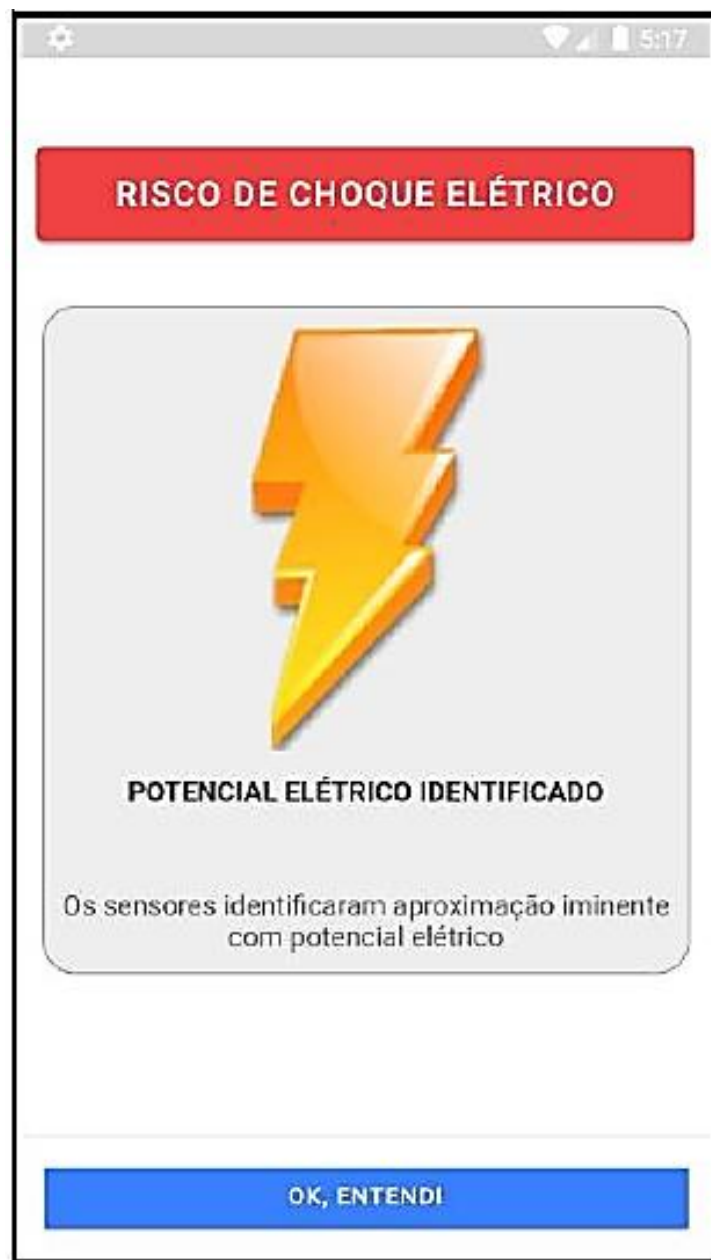 5:17
RISCO DE CHOQUE ELÉTRICO
POTENCIAL ELÉTRICO IDENTIFICADO
Os sensores identificaram aproximação iminente
com potencial elétrico
OK, ENTENDI